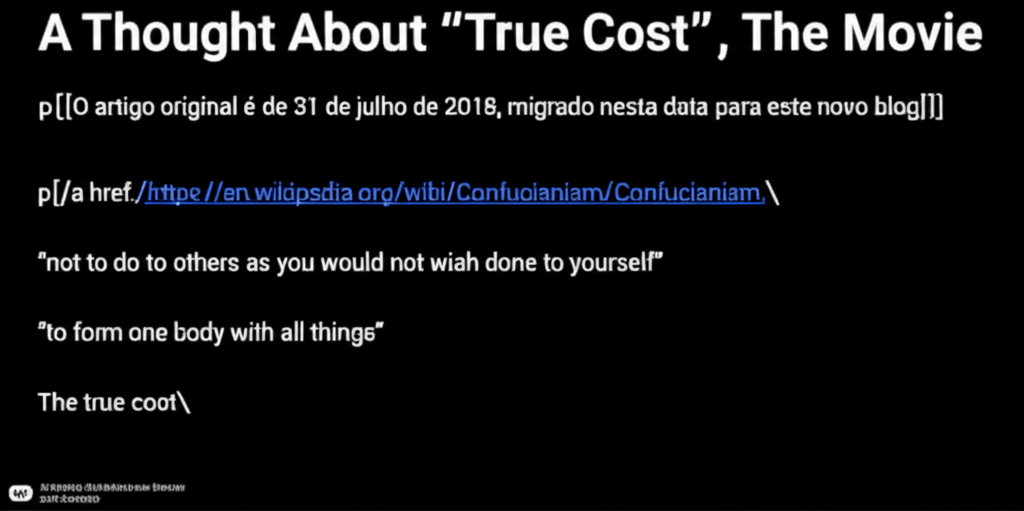 A Thought About “True Cost”, The Movie
p[[O artigo original é de 31 de julho de 2018, migrado nesta data para este novo blog]]]
p[/a href./https //en wikipsdia org/wibi/Confuoianiam/Confucianiam,\
"not to do to others as you would not wiah done to yourself"
"to form one body with all things"
The true coot\